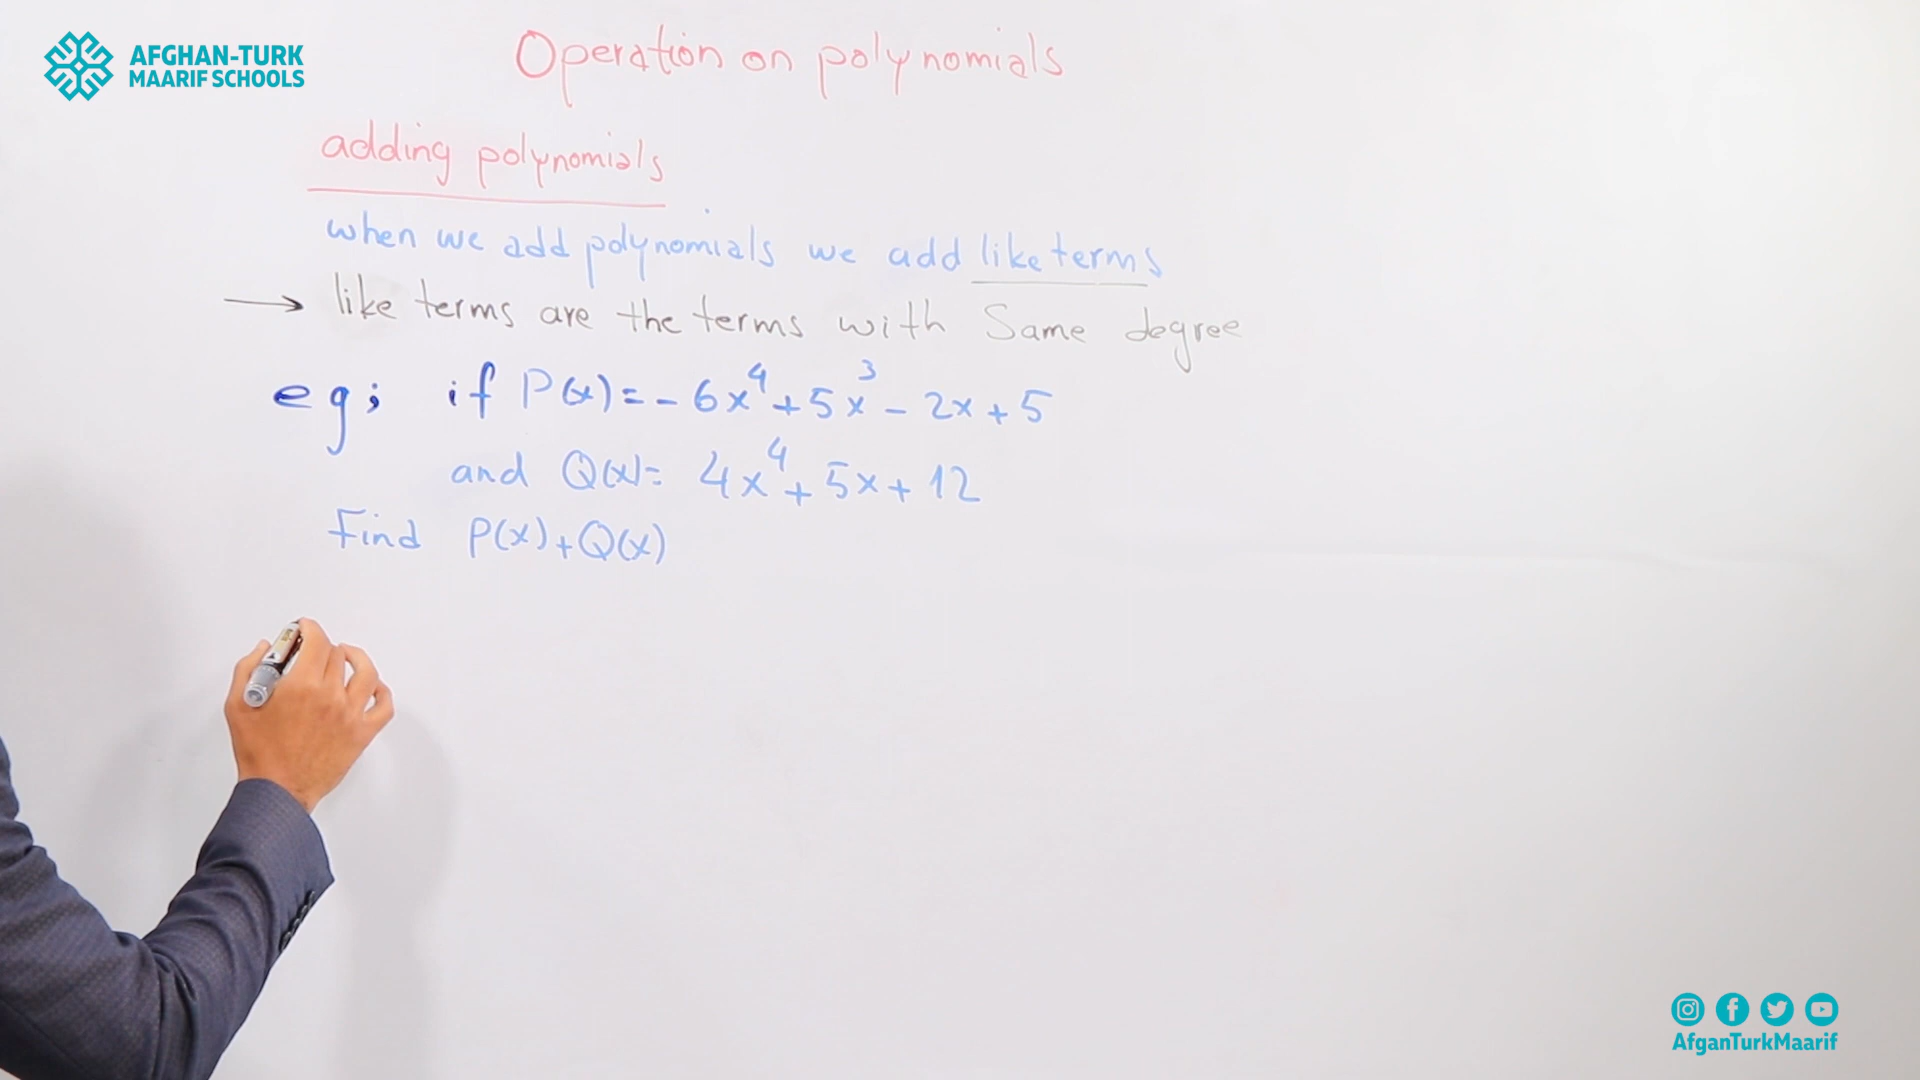 AFGHAN-TURK
MAARIF SCHOOLS
Operation on polynomials
adding polynomials
when we add polynomials we add like terms
→ like terms are the terms with Same degree
eg; if P(x)=-6x⁴+5x³-2x+5
and Q(x)= 4x⁴+5x+12
Find P(x)+Q(x)
AfganTurkMaarif